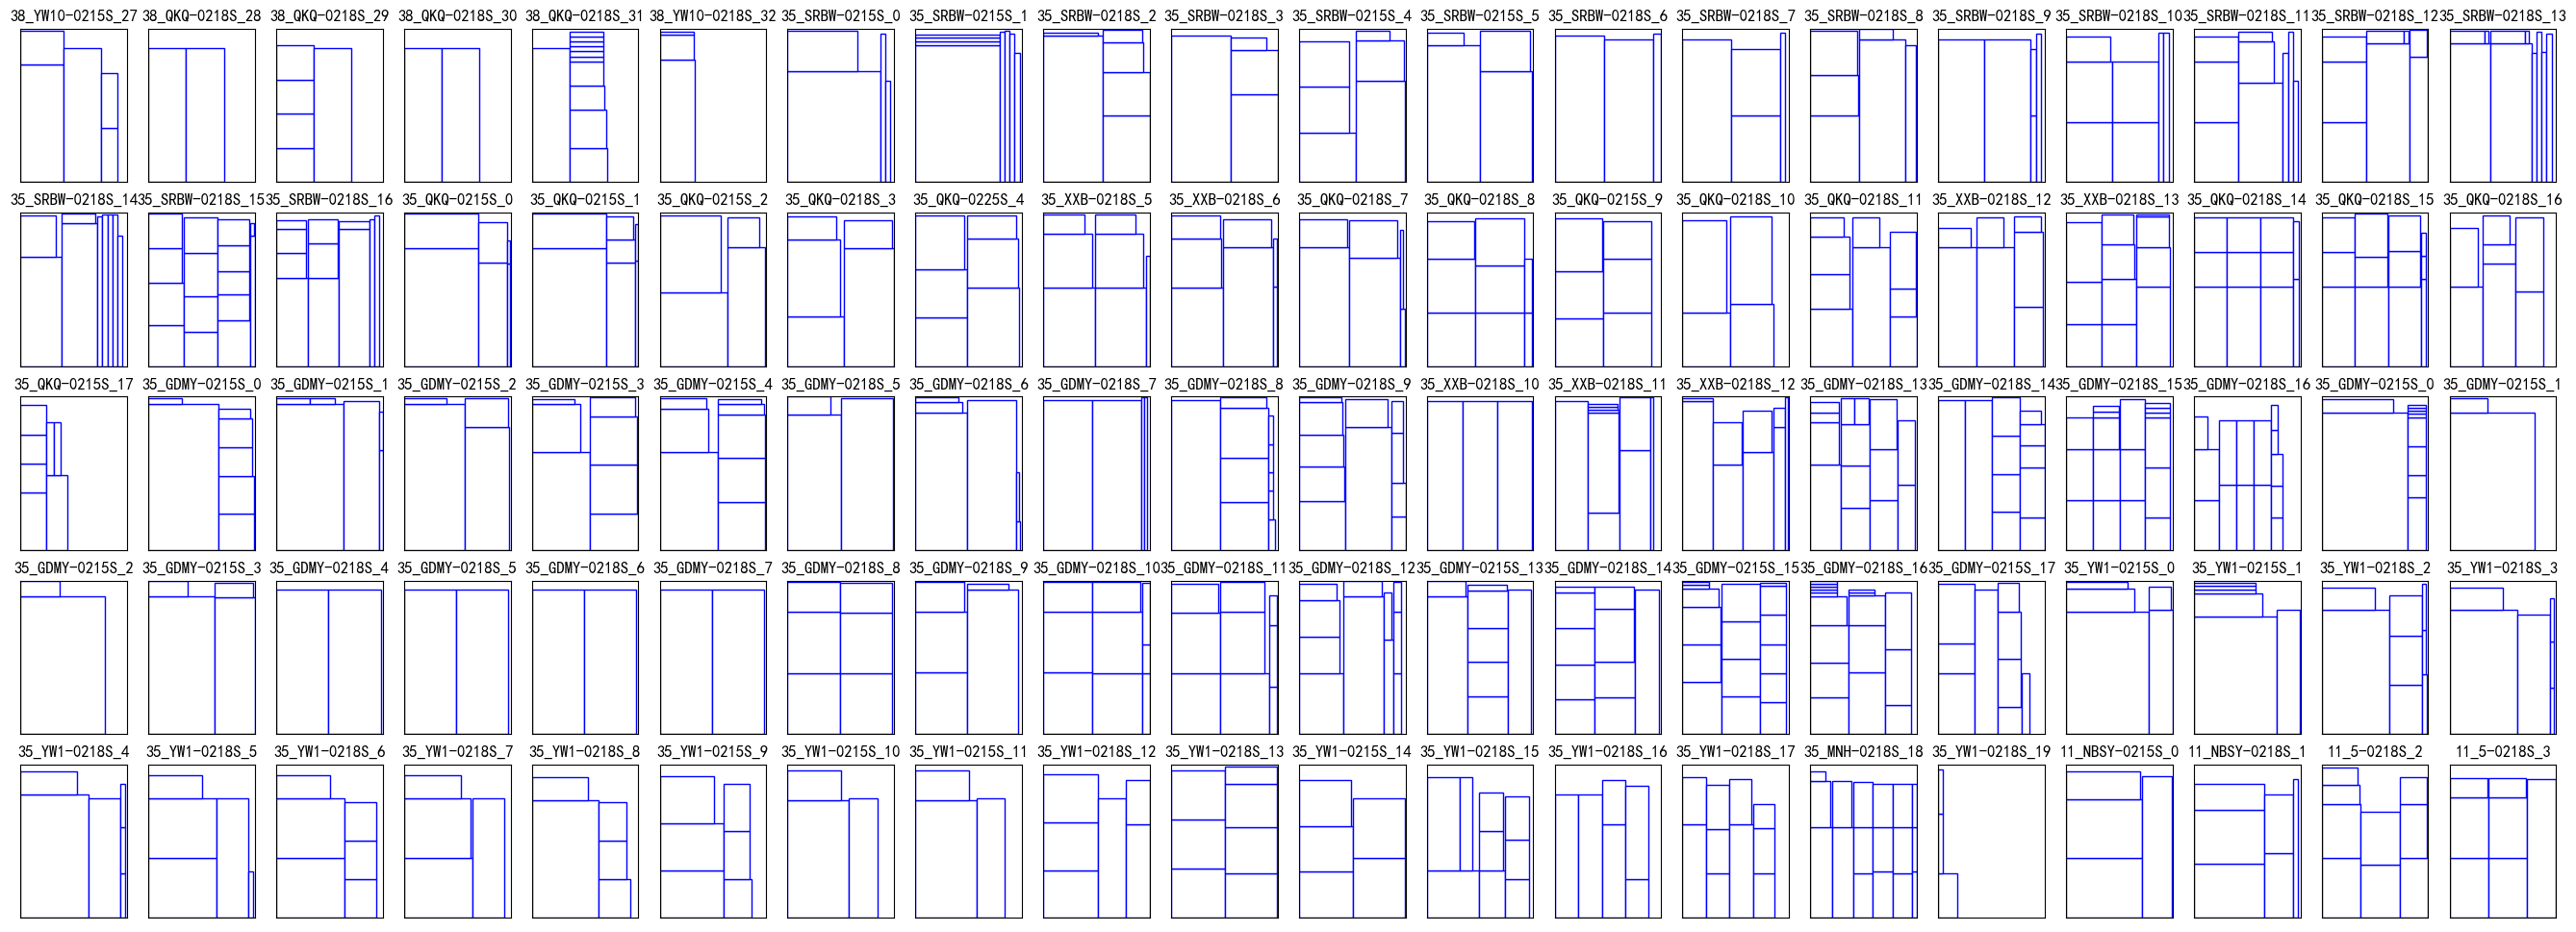 38_YW10-0215S_27 38_QKQ-0218S_28 38_QKQ-0218S_29 38_QKQ-0218S_30 38_QKQ-0218S_31 38_YW10-0218S_32 35_SRBW-0215S_0 35_SRBW-0215S_1 35_SRBW-0218S_2 35_SRBW-0218S_3 35_SRBW-0215S_4 35_SRBW-0215S_5 35_SRBW-0218S_6 35_SRBW-0218S_7 35_SRBW-0218S_8 35_SRBW-0218S_9 35_SRBW-0218S_10 35_SRBW-0218S_11 35_SRBW-0218S_12 35_SRBW-0218S_13
35_SRBW-0218S_14 35_SRBW-0218S_15 35_SRBW-0218S_16 35_QKQ-0215S_0 35_QKQ-0215S_1 35_QKQ-0215S_2 35_QKQ-0218S_3 35_QKQ-0225S_4 35_XXB-0218S_5 35_XXB-0218S_6 35_QKQ-0218S_7 35_QKQ-0218S_8 35_QKQ-0215S_9 35_QKQ-0218S_10 35_QKQ-0218S_11 35_XXB-0218S_12 35_XXB-0218S_13 35_QKQ-0218S_14 35_QKQ-0218S_15 35_QKQ-0218S_16
35_QKQ-0215S_17 35_GDMY-0215S_0 35_GDMY-0215S_1 35_GDMY-0215S_2 35_GDMY-0215S_3 35_GDMY-0215S_4 35_GDMY-0218S_5 35_GDMY-0218S_6 35_GDMY-0218S_7 35_GDMY-0218S_8 35_GDMY-0218S_9 35_XXB-0218S_10 35_XXB-0218S_11 35_XXB-0218S_12 35_GDMY-0218S_13 35_GDMY-0218S_14 35_GDMY-0218S_15 35_GDMY-0218S_16 35_GDMY-0215S_0 35_GDMY-0215S_1
35_GDMY-0215S_2 35_GDMY-0215S_3 35_GDMY-0218S_4 35_GDMY-0218S_5 35_GDMY-0218S_6 35_GDMY-0218S_7 35_GDMY-0218S_8 35_GDMY-0218S_9 35_GDMY-0218S_10 35_GDMY-0218S_11 35_GDMY-0218S_12 35_GDMY-0215S_13 35_GDMY-0218S_14 35_GDMY-0218S_15 35_GDMY-0218S_16 35_GDMY-0218S_17 35_YW1-0215S_0 35_YW1-0215S_1 35_YW1-0218S_2 35_YW1-0218S_3
35_YW1-0218S_4 35_YW1-0218S_5 35_YW1-0218S_6 35_YW1-0218S_7 35_YW1-0218S_8 35_YW1-0215S_9 35_YW1-0215S_10 35_YW1-0215S_11 35_YW1-0218S_12 35_YW1-0218S_13 35_YW1-0215S_14 35_YW1-0218S_15 35_YW1-0218S_16 35_YW1-0218S_17 35_MNH-0218S_18 35_YW1-0218S_19 11_NBSY-0215S_0 11_NBSY-0218S_1 11_5-0218S_2 11_5-0218S_3